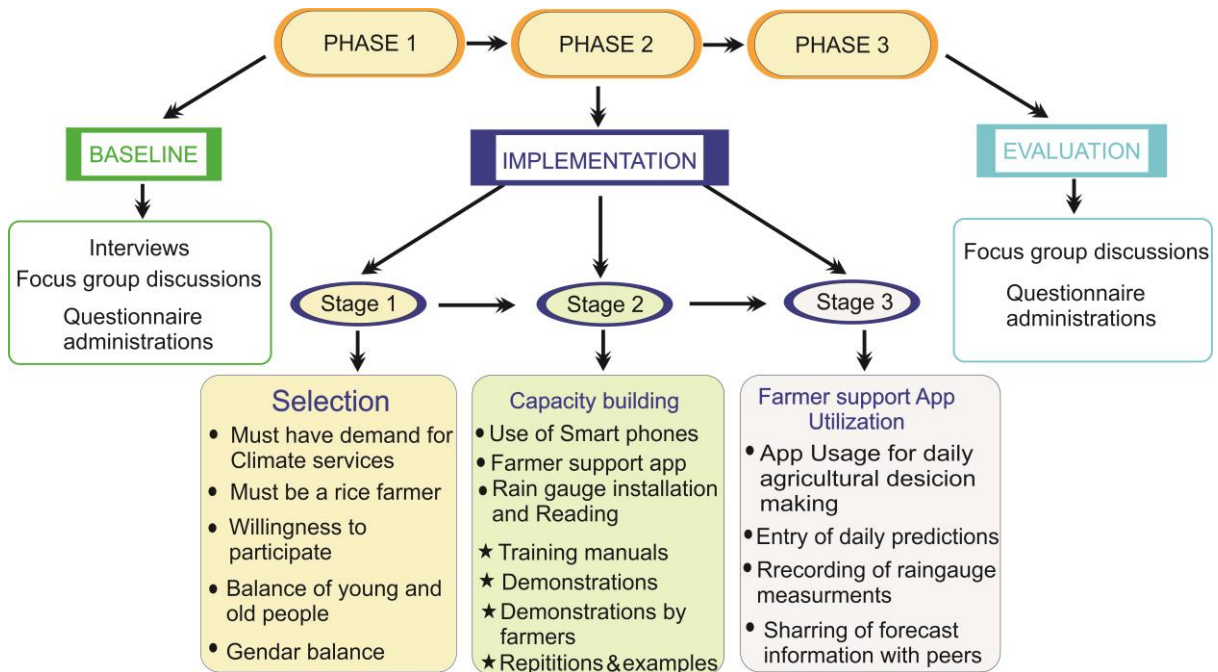 PHASE 1
PHASE 2
PHASE 3
BASELINE
IMPLEMENTATION
EVALUATION
Interviews
Focus group discussions
Questionnaire
administrations
Focus group discussions
Questionnaire
administrations
Stage 1
Stage 2
Stage 3
Selection
• Must have demand for
Climate services
• Must be a rice farmer
• Willingness to
participate
• Balance of young and
old people
• Gendar balance
Capacity building
• Use of Smart phones
• Farmer support app
• Rain gauge installation
and Reading
★ Training manuals
★ Demonstrations
★ Demonstrations by
farmers
★ Repititions & examples
Farmer support App
Utilization
• App Usage for daily
agricultural desicion
making
• Entry of daily predictions
• Rrecording of raingauge
measurments
• Sharring of forecast
information with peers